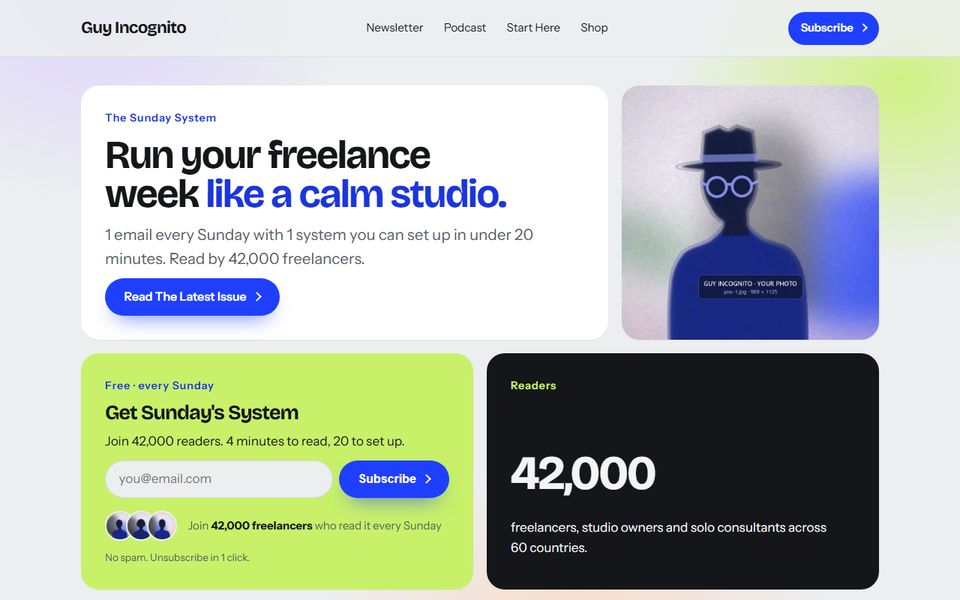 Guy Incognito
Newsletter
Podcast
Start Here
Shop
Subscribe
The Sunday System
Run your freelance
week like a calm studio.
1 email every Sunday with 1 system you can set up in under 20
minutes. Read by 42,000 freelancers.
Read The Latest Issue
GUY INCOGNITO · YOUR PHOTO
you-1.jpg · 900 × 1125
Free · every Sunday
Get Sunday's System
Join 42,000 readers. 4 minutes to read, 20 to set up.
you@email.com
Subscribe
Join 42,000 freelancers who read it every Sunday
No spam. Unsubscribe in 1 click.
Readers
42,000
freelancers, studio owners and solo consultants across
60 countries.